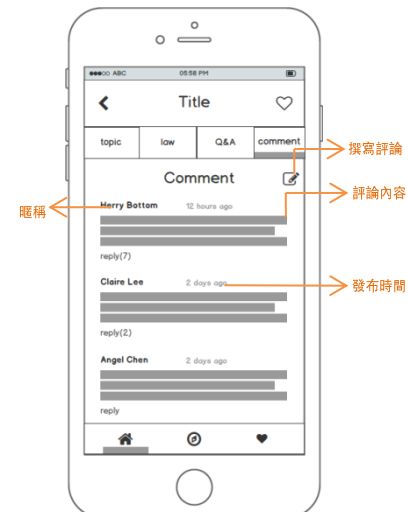 ABC 05:58 PM
Title
topic law Q&A comment
撰寫評論
Comment
評論內容
Herry Bottom 12 hours ago
暱稱
reply(7)
Claire Lee 2 days ago
發布時間
reply(2)
Angel Chen 2 days ago
reply